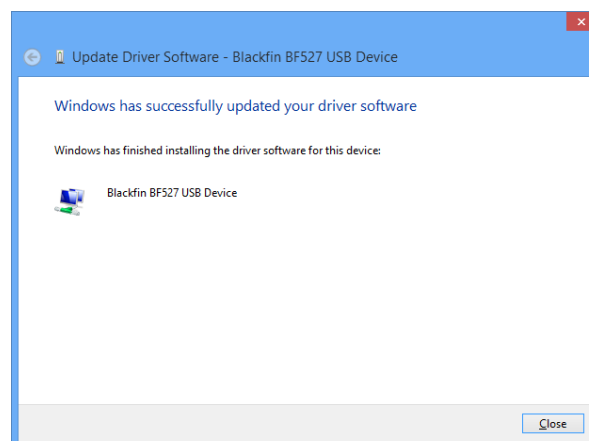 Update Driver Software - Blackfin BF527 USB Device
Windows has successfully updated your driver software
Windows has finished installing the driver software for this device:
Blackfin BF527 USB Device
Close